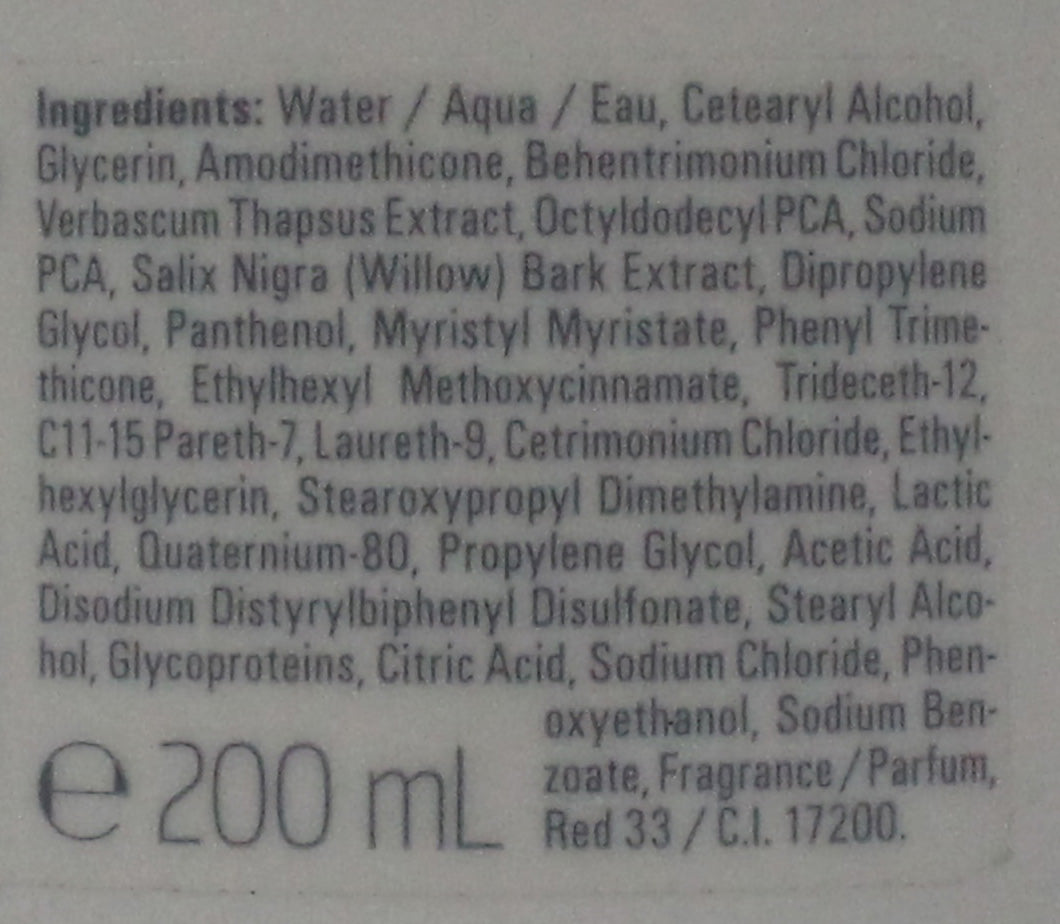 Ingredients: Water / Aqua / Eau, Cetearyl Alcohol,
Glycerin, Amodimethicone, Behentrimonium Chloride,
Verbascum Thapsus Extract, Octyldodecyl PCA, Sodium
PCA, Salix Nigra (Willow) Bark Extract, Dipropylene
Glycol, Panthenol, Myristyl Myristate, Phenyl Trime-
thicone, Ethylhexyl Methoxycinnamate, Trideceth-12,
C11-15 Pareth-7, Laureth-9, Cetrimonium Chloride, Ethyl-
hexylglycerin, Stearoxypropyl Dimethylamine, Lactic
Acid, Quaternium-80, Propylene Glycol, Acetic Acid,
Disodium Distyrylbiphenyl Disulfonate, Stearyl Alco-
hol, Glycoproteins, Citric Acid, Sodium Chloride, Phen-
oxyethanol, Sodium Ben-
zoate, Fragrance / Parfum,
Red 33 / C.I. 17200.
e 200 mL